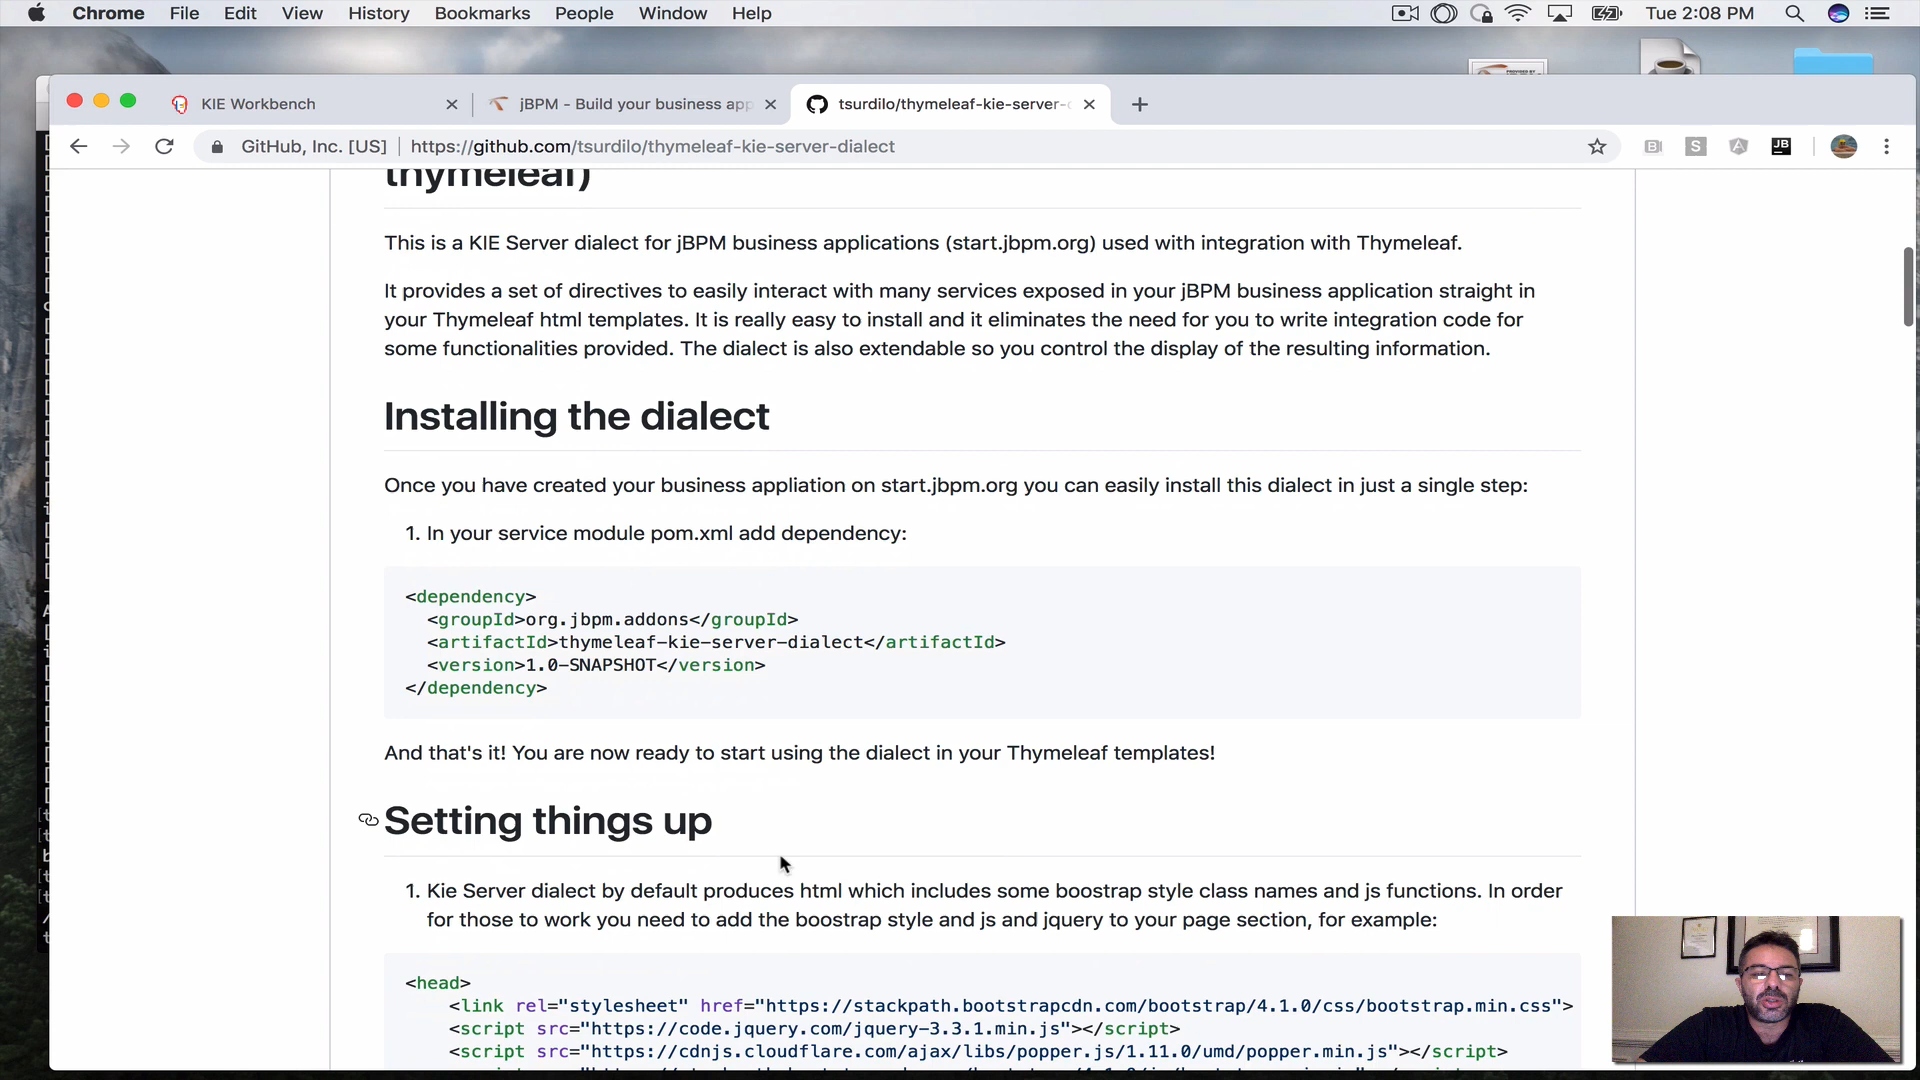 Chrome File Edit View History Bookmarks People Window Help Tue 2:08 PM
KIE Workbench jBPM - Build your business app tsurdilo/thymeleaf-kie-server-
GitHub, Inc. [US] https://github.com/tsurdilo/thymeleaf-kie-server-dialect
thymeleaf)
This is a KIE Server dialect for jBPM business applications (start.jbpm.org) used with integration with Thymeleaf.
It provides a set of directives to easily interact with many services exposed in your jBPM business application straight in
your Thymeleaf html templates. It is really easy to install and it eliminates the need for you to write integration code for
some functionalities provided. The dialect is also extendable so you control the display of the resulting information.
Installing the dialect
Once you have created your business appliation on start.jbpm.org you can easily install this dialect in just a single step:
1. In your service module pom.xml add dependency:
<dependency>
<groupId>org.jbpm.addons</groupId>
<artifactId>thymeleaf-kie-server-dialect</artifactId>
<version>1.0-SNAPSHOT</version>
</dependency>
And that's it! You are now ready to start using the dialect in your Thymeleaf templates!
Setting things up
1. Kie Server dialect by default produces html which includes some boostrap style class names and js functions. In order
for those to work you need to add the boostrap style and js and jquery to your page section, for example:
<head>
<link rel="stylesheet" href="https://stackpath.bootstrapcdn.com/bootstrap/4.1.0/css/bootstrap.min.css">
<script src="https://code.jquery.com/jquery-3.3.1.min.js"></script>
<script src="https://cdnjs.cloudflare.com/ajax/libs/popper.js/1.11.0/umd/popper.min.js"></script>